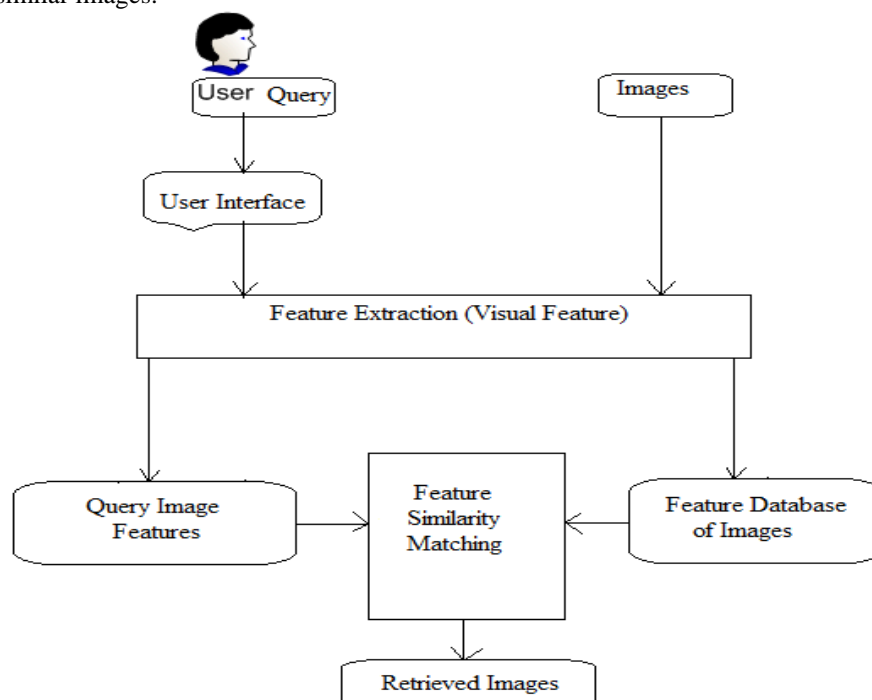 similar images.
User Query
Images
User Interface
Feature Extraction (Visual Feature)
Query Image
Features
Feature
Similarity
Matching
Feature Database
of Images
Retrieved Images